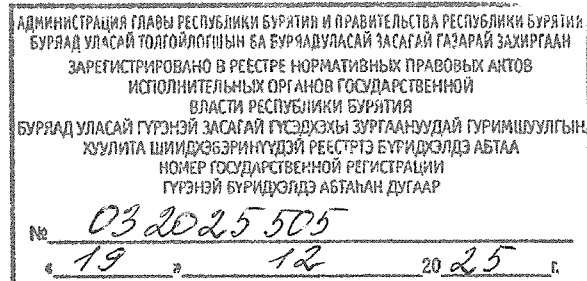 АДМИНИСТРАЦИЯ ГЛАВЫ РЕСПУБЛИКИ БУРЯТИЯ И ПРАВИТЕЛЬСТВА РЕСПУБЛИКИ БУРЯТИЯ
БУРЯАД УЛАСАЙ ТОЛГОЙЛОГШЫН БА БУРЯАДУЛАСАЙ ЗАСАГАЙ ГАЗАРАЙ ЗАХИРГААН
ЗАРЕГИСТРИРОВАНО В РЕЕСТРЕ НОРМАТИВНЫХ ПРАВОВЫХ АКТОВ
ИСПОЛНИТЕЛЬНЫХ ОРГАНОВ ГОСУДАРСТВЕННОЙ
ВЛАСТИ РЕСПУБЛИКИ БУРЯТИЯ
БУРЯАД УЛАСАЙ ГҮРЭНЭЙ ЗАСАГАЙ ГҮСЭДХЭХЫ ЗУРГААНУУДАЙ ГУРИМШУУЛГЫН
ХУУЛИТА ШИИДХЭБЭРИНҮҮДЭЙ РЕЕСТРТЭ БҮРИДХЭЛДЭ АБТАА
НОМЕР ГОСУДАРСТВЕННОЙ РЕГИСТРАЦИИ
ГҮРЭНЭЙ БҮРИДХЭЛДЭ АБТАҺАН ДУГААР
№ 032025505
« 19 » 12 20 25 г.